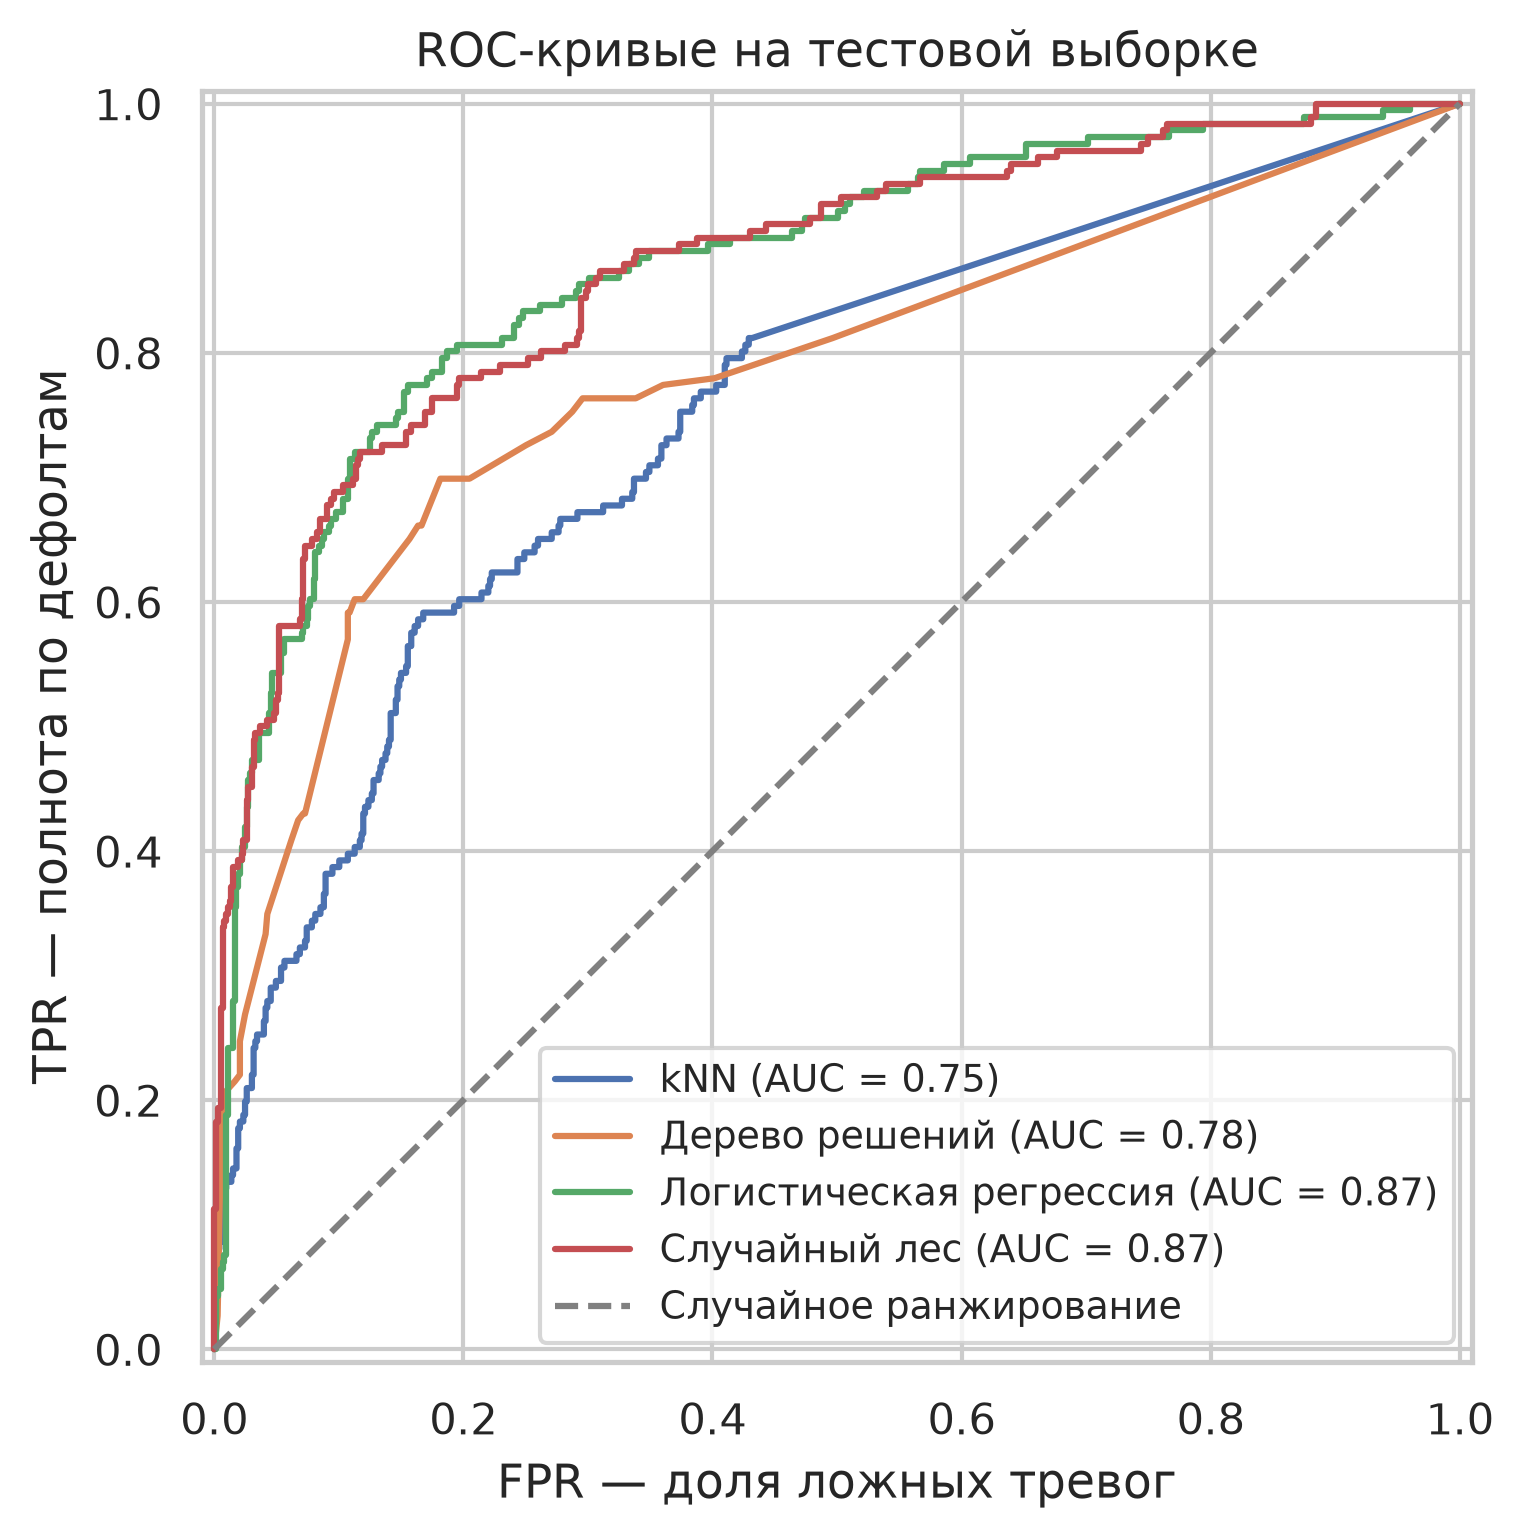 ROC-кривые на тестовой выборке
TPR — полнота по дефолтам
1.0
0.8
0.6
0.4
0.2
0.0
kNN (AUC = 0.75)
Дерево решений (AUC = 0.78)
Логистическая регрессия (AUC = 0.87)
Случайный лес (AUC = 0.87)
Случайное ранжирование
0.0 0.2 0.4 0.6 0.8 1.0
FPR — доля ложных тревог